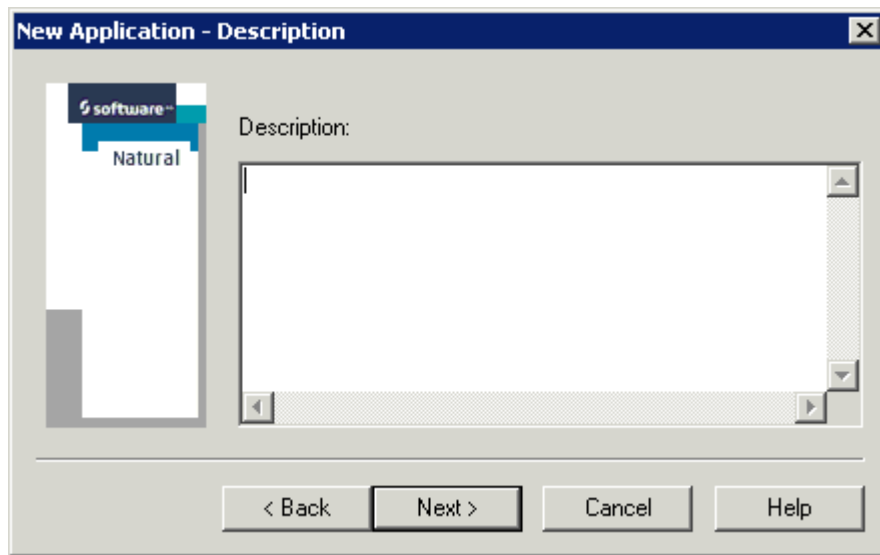 New Application - Description
software
Natural
Description:
< Back
Next >
Cancel
Help